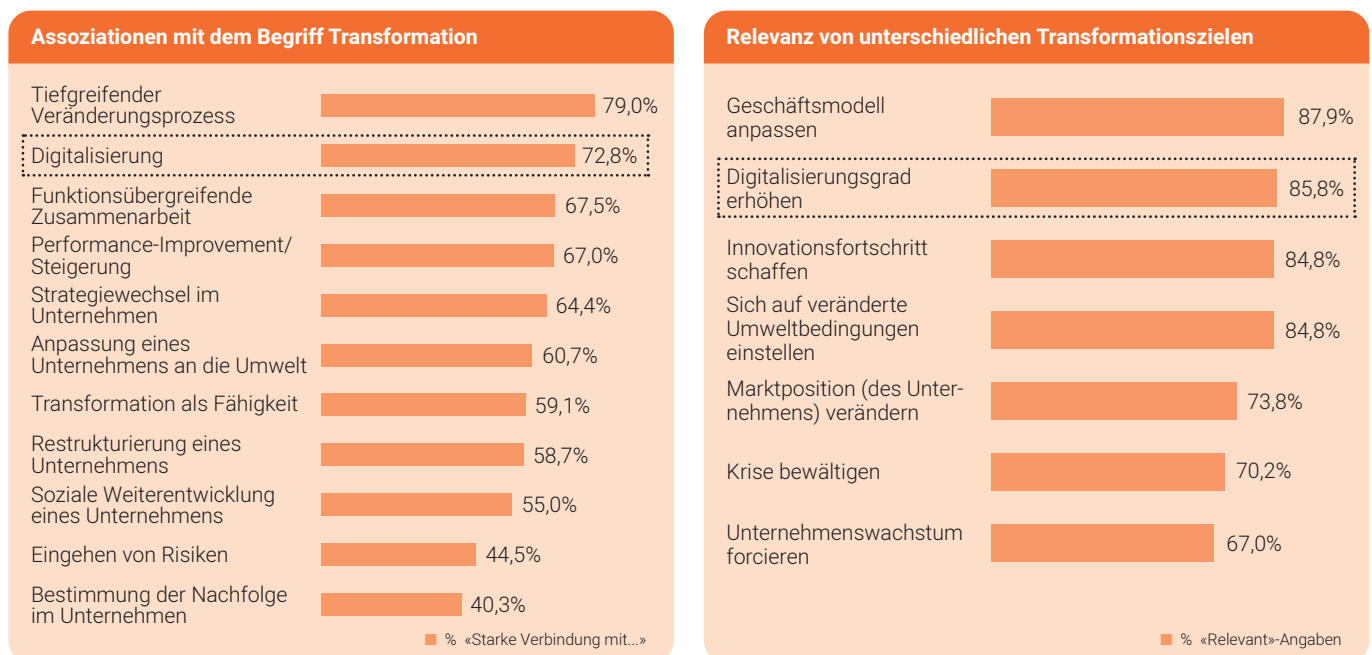 Assoziationen mit dem Begriff Transformation
Tiefgreifender
Veränderungsprozess
79,0%
Digitalisierung
72,8%
Funktionsübergreifende
Zusammenarbeit
67,5%
Performance-Improvement/
Steigerung
67,0%
Strategiewechsel im
Unternehmen
64,4%
Anpassung eines
Unternehmens an die Umwelt
60,7%
Transformation als Fähigkeit
59,1%
Restrukturierung eines
Unternehmens
58,7%
Soziale Weiterentwicklung
eines Unternehmens
55,0%
Eingehen von Risiken
44,5%
Bestimmung der Nachfolge
im Unternehmen
40,3%
% «Starke Verbindung mit...»
Relevanz von unterschiedlichen Transformationszielen
Geschäftsmodell
anpassen
87,9%
Digitalisierungsgrad
erhöhen
85,8%
Innovationsfortschritt
schaffen
84,8%
Sich auf veränderte
Umweltbedingungen
einstellen
84,8%
Marktposition (des Unter-
nehmens) verändern
73,8%
Krise bewältigen
70,2%
Unternehmenswachstum
forcieren
67,0%
% «Relevant»-Angaben